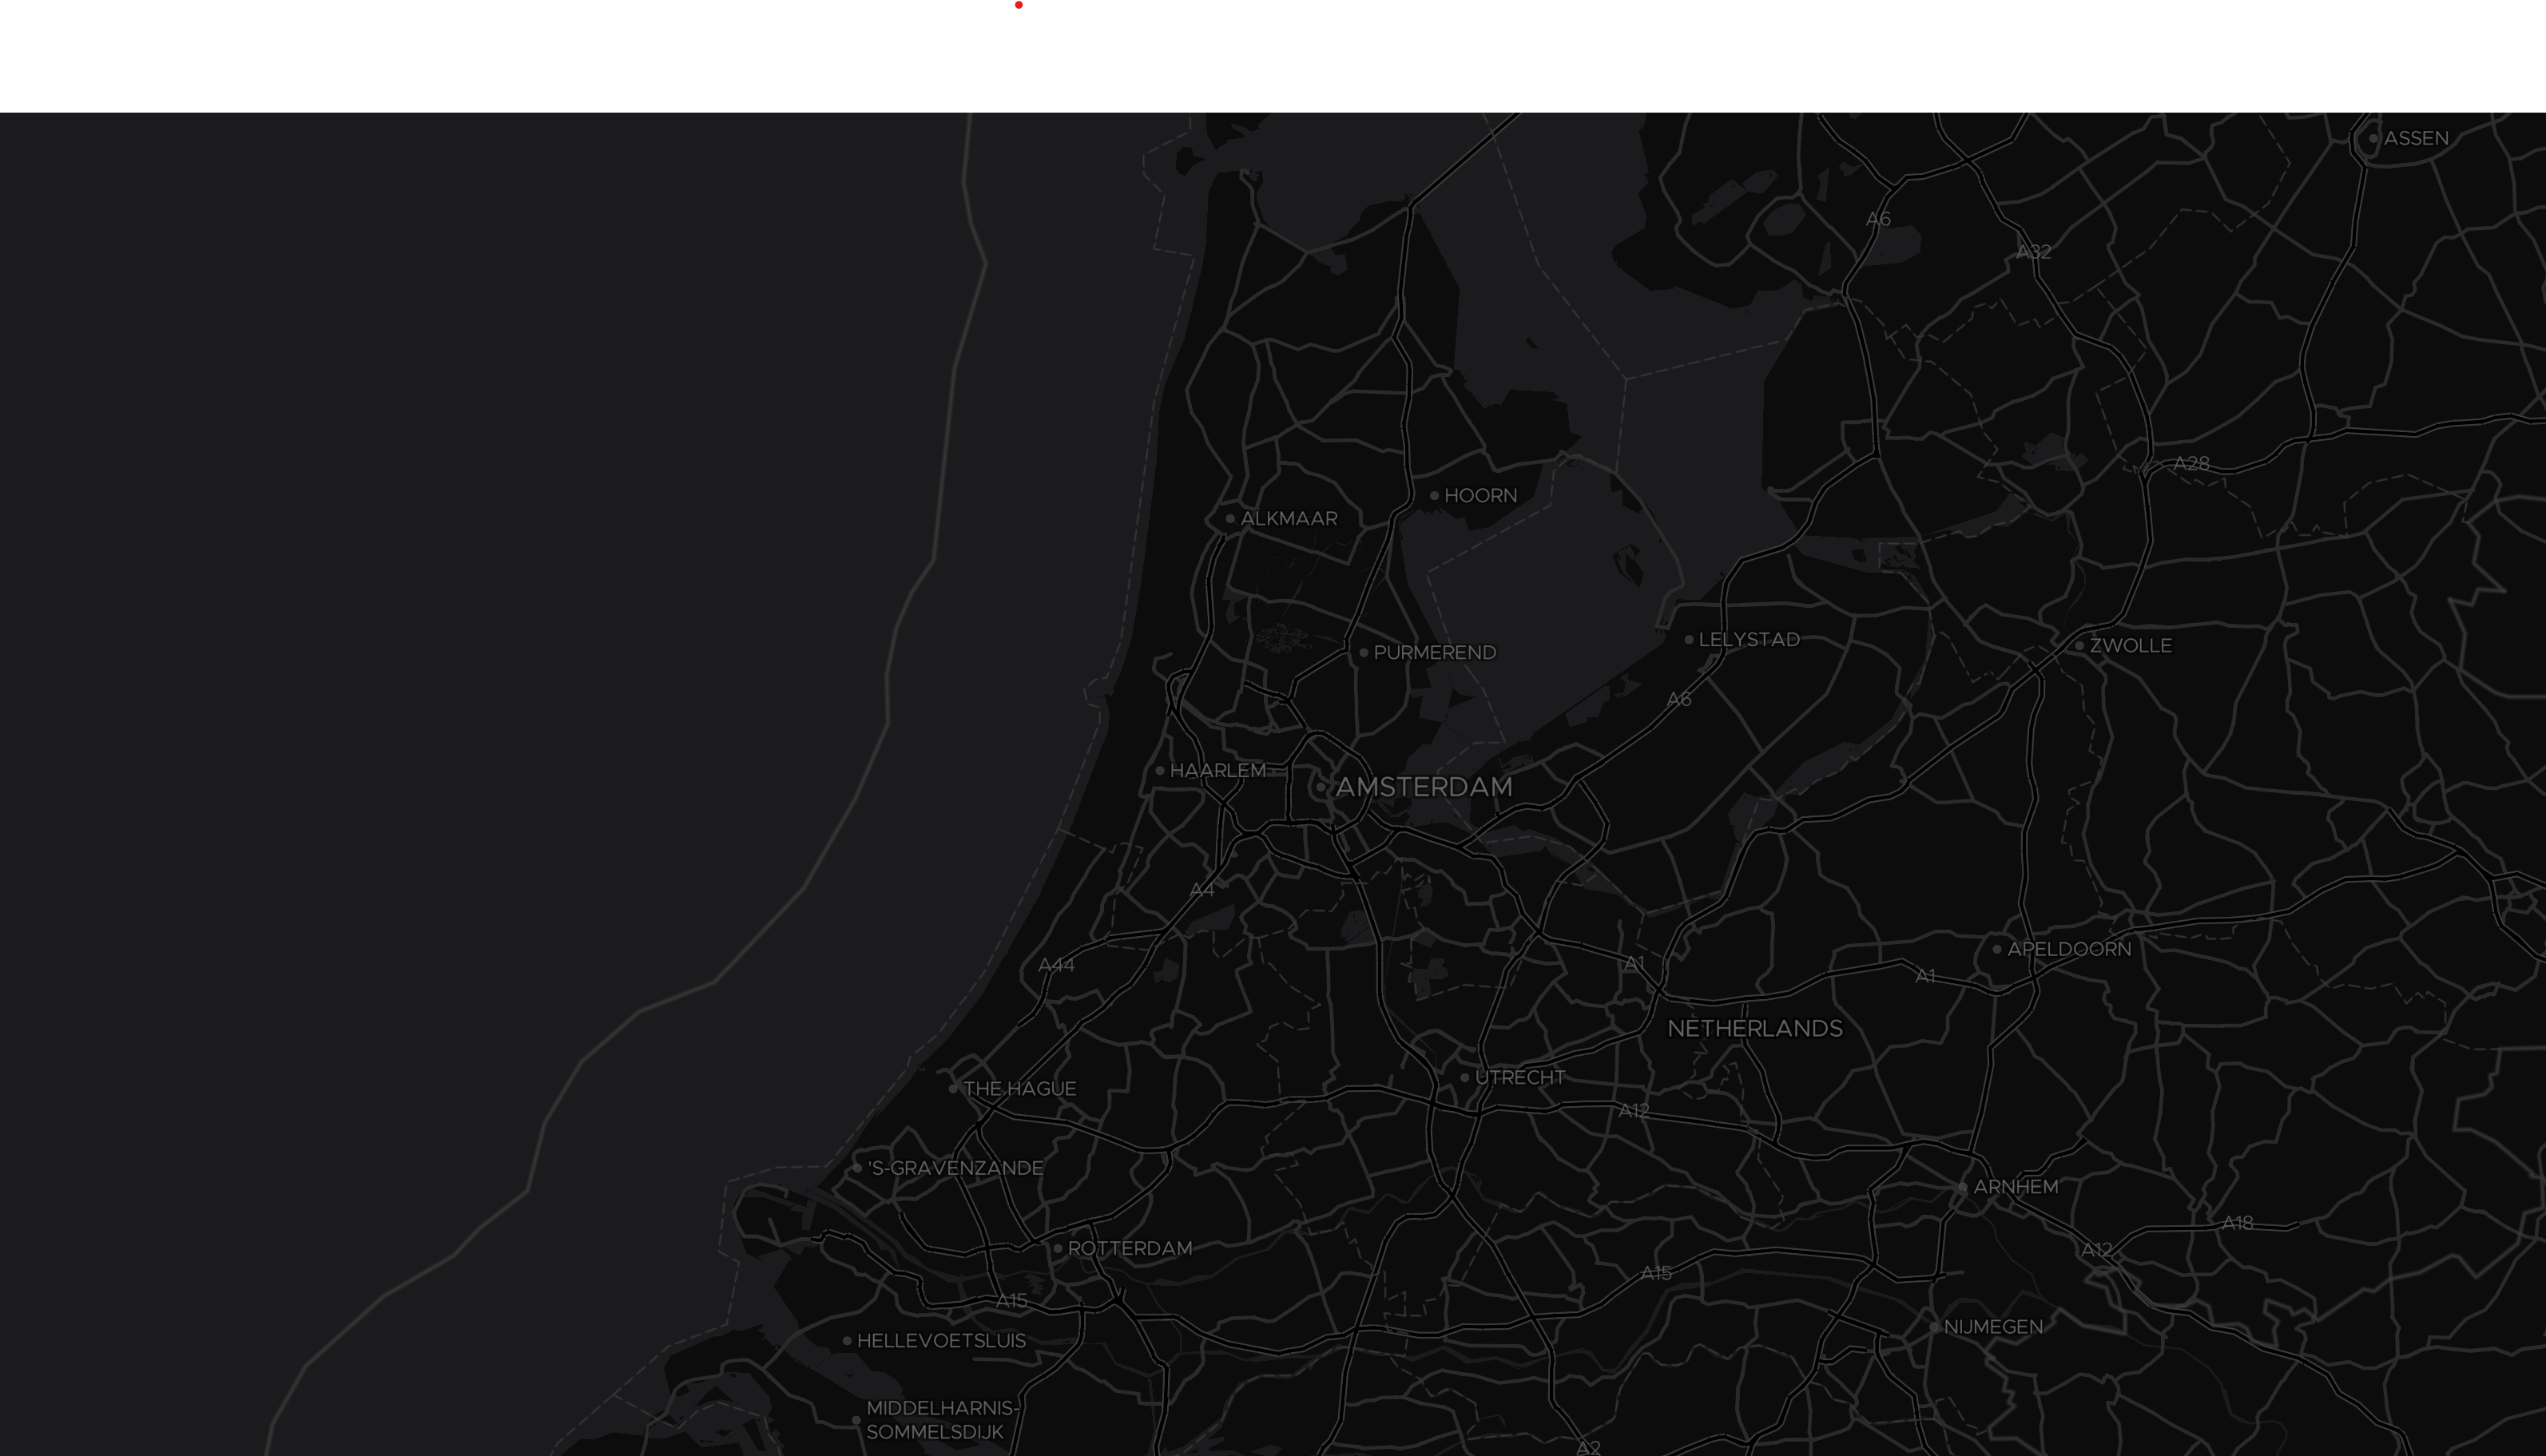 ASSEN
A6
A32
A28
HOORN
ALKMAAR
LELYSTAD
ZWOLLE
PURMEREND
A6
HAARLEM
AMSTERDAM
A4
APELDOORN
A44
A1
A1
NETHERLANDS
UTRECHT
THE HAGUE
A12
'S-GRAVENZANDE
ARNHEM
A18
ROTTERDAM
A12
A15
A15
NIJMEGEN
HELLEVOETSLUIS
MIDDELHARNIS-
SOMMELSDIJK
A2